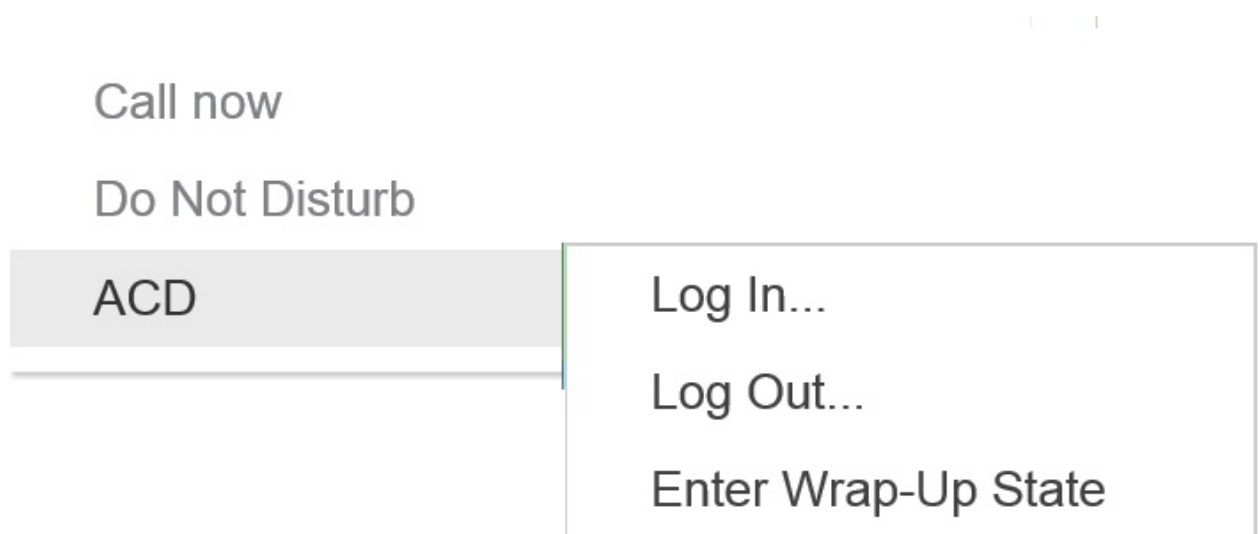 Call now
Do Not Disturb
ACD
Log In...
Log Out...
Enter Wrap-Up State